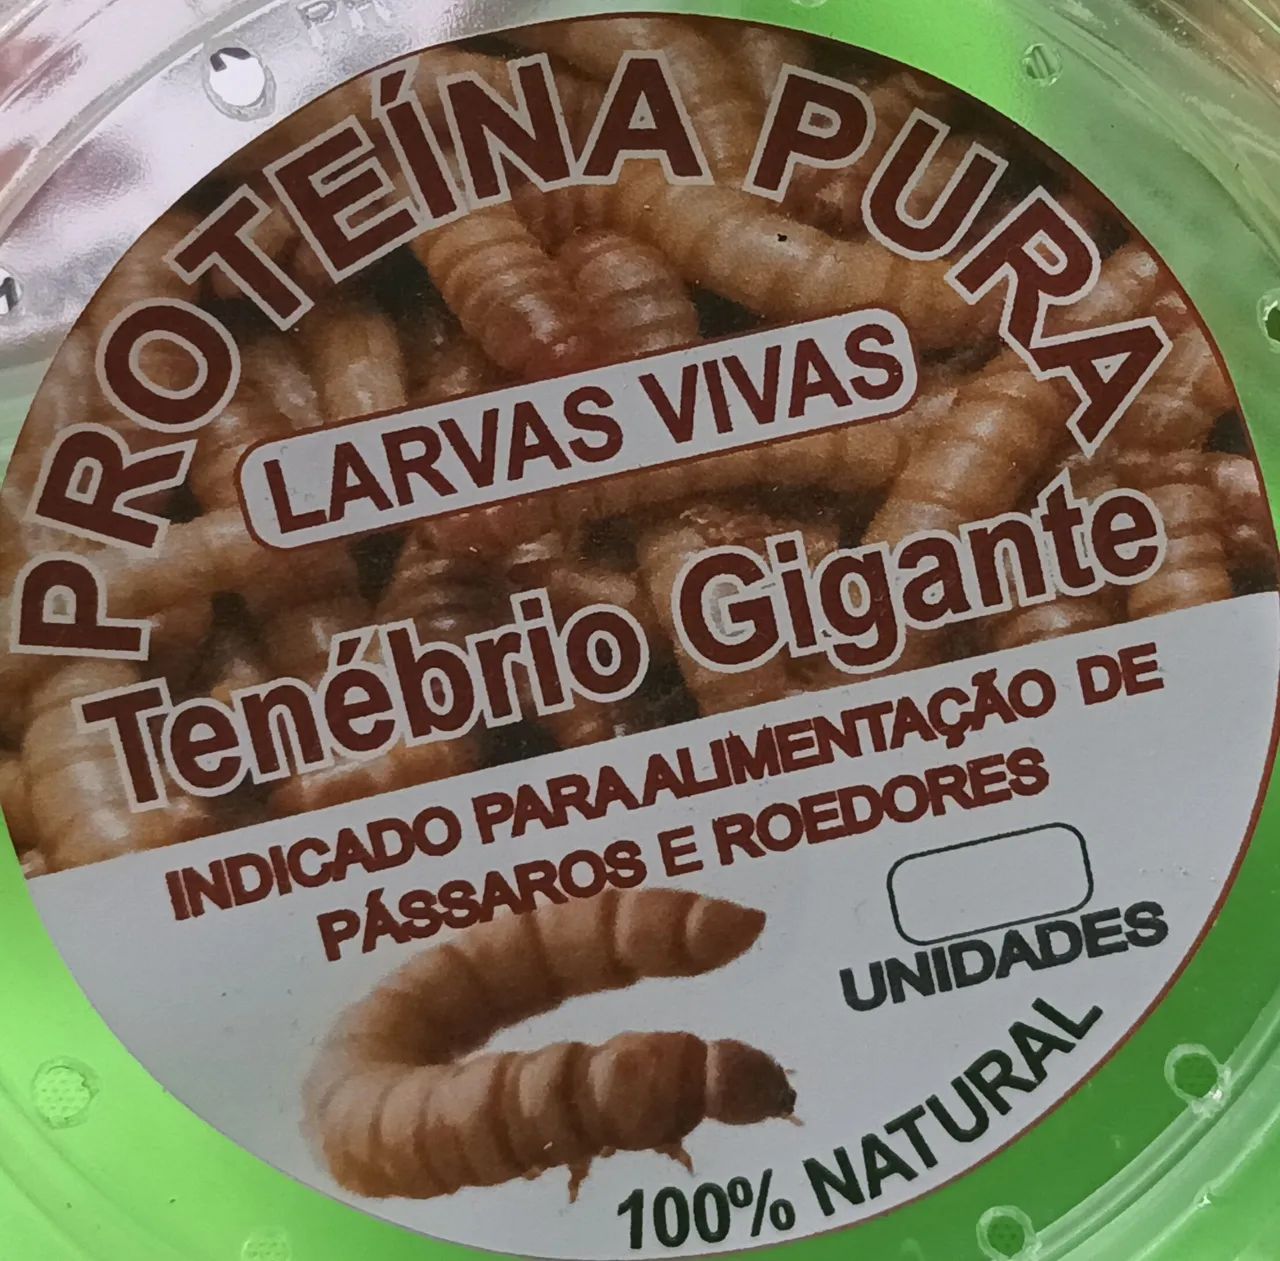 PROTEÍNA PURA
LARVAS VIVAS
Tenébrio Gigante
INDICADO PARA ALIMENTAÇÃO DE
PÁSSAROS E ROEDORES
UNIDADES
100% NATURAL